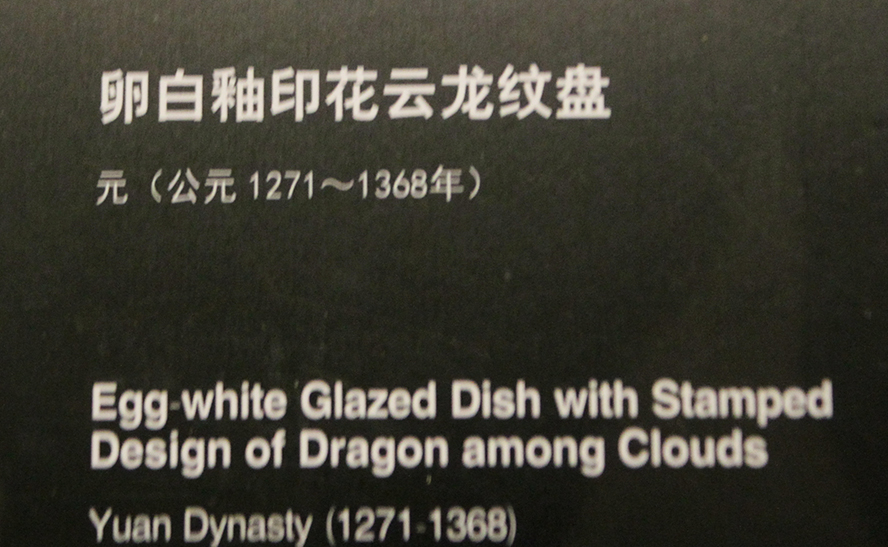 卵白釉印花云龙纹盘
元（公元 1271～1368年）
Egg-white Glazed Dish with Stamped
Design of Dragon among Clouds
Yuan Dynasty (1271-1368)